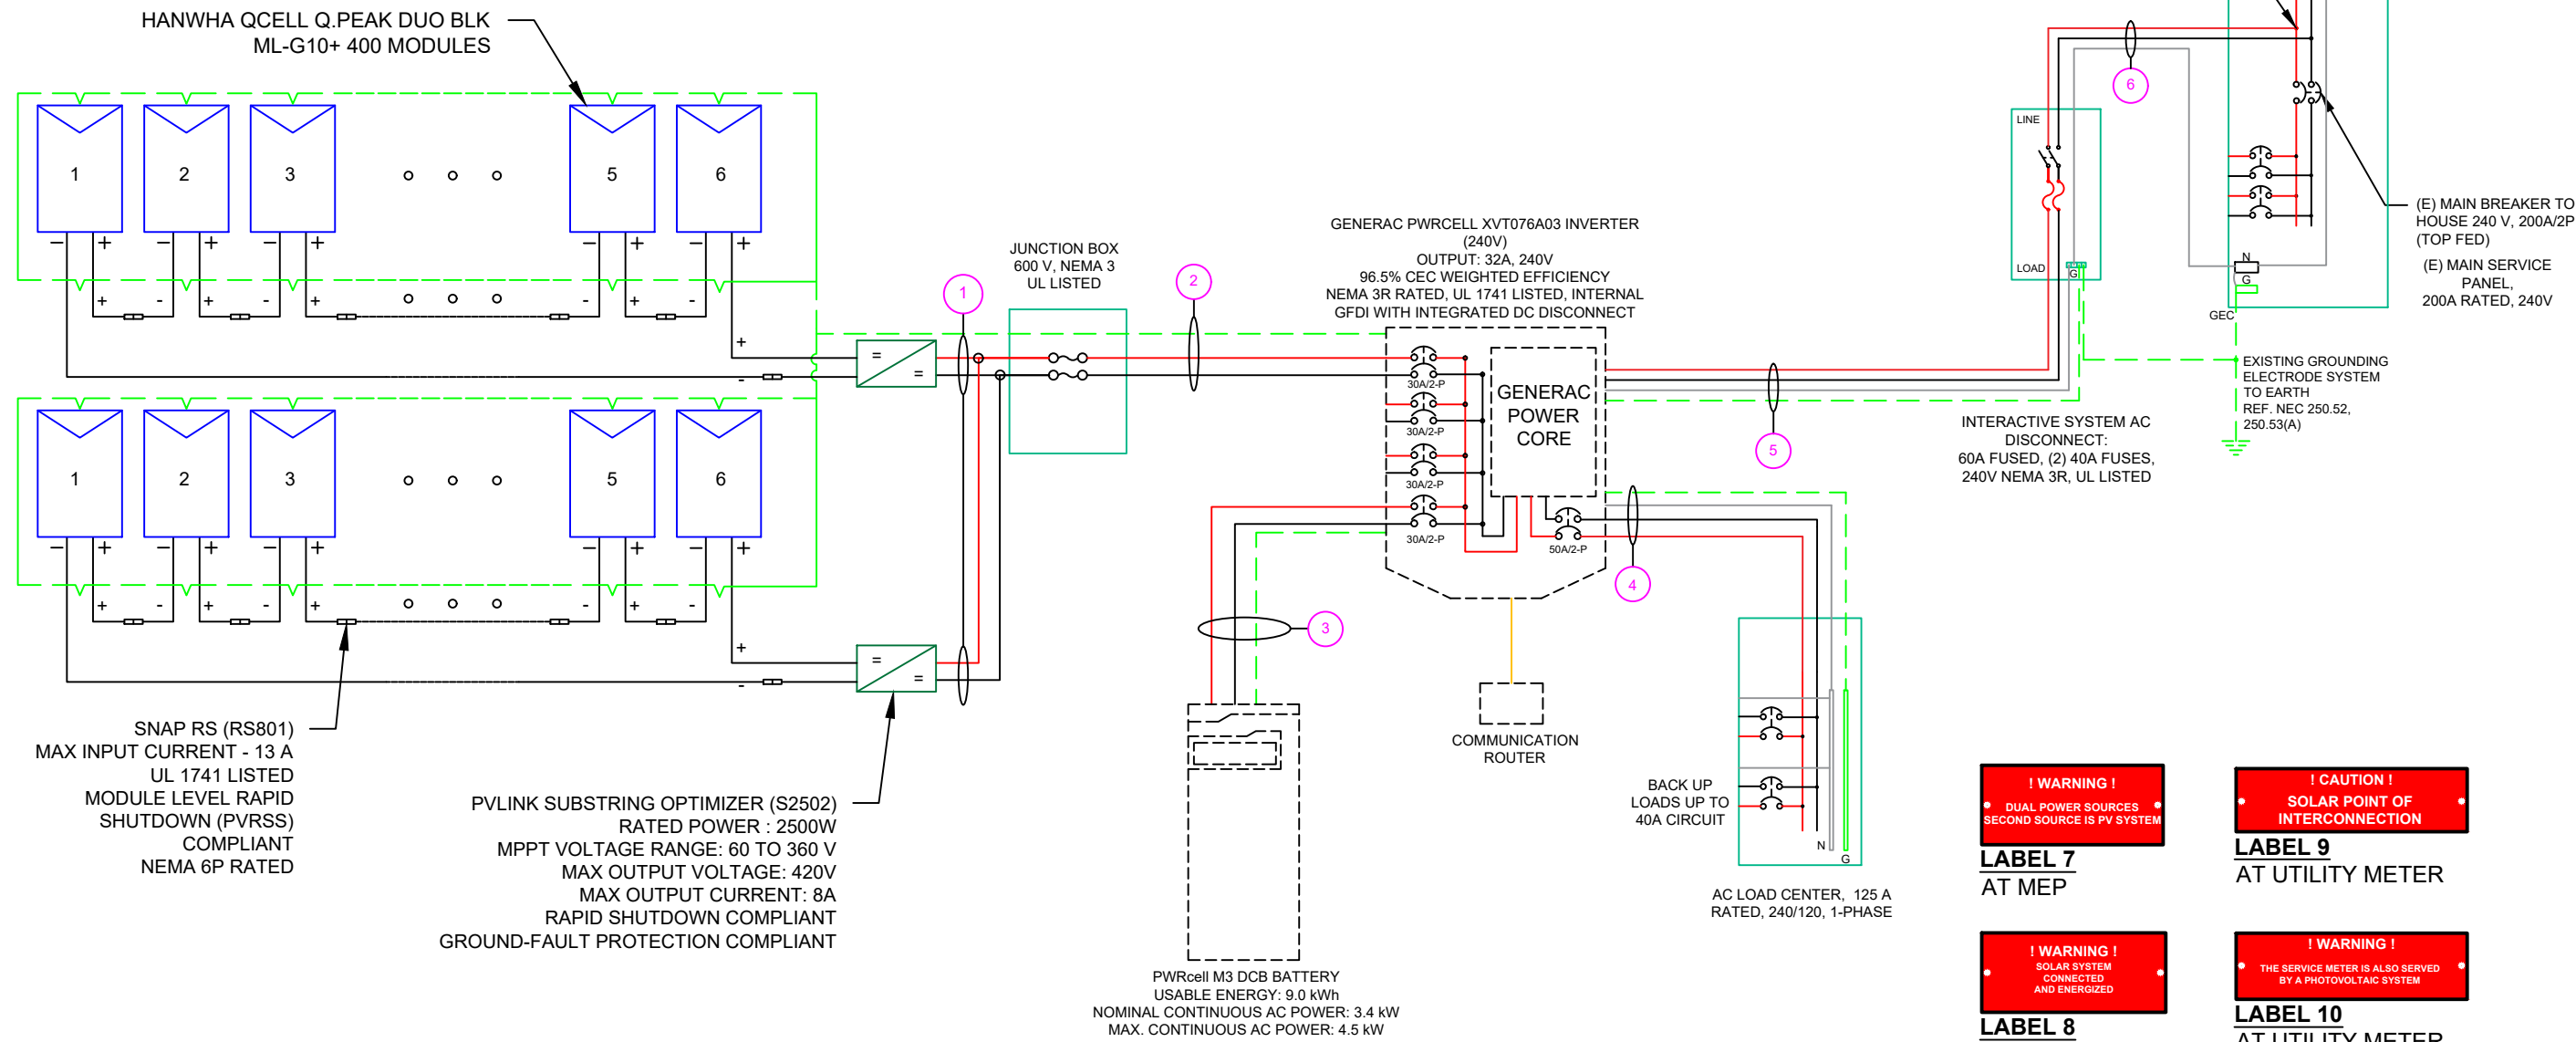 HANWHA QCELL Q.PEAK DUO BLK
ML-G10+ 400 MODULES
1
2
3
5
6
− + − + − + − + − +
+ - + - + - + -
+
-
1
2
3
5
6
− + − + − + − + − +
+ - + - + - + -
+
-
=
=
=
=
SNAP RS (RS801)
MAX INPUT CURRENT - 13 A
UL 1741 LISTED
MODULE LEVEL RAPID
SHUTDOWN (PVRSS)
COMPLIANT
NEMA 6P RATED
PVLINK SUBSTRING OPTIMIZER (S2502)
RATED POWER : 2500W
MPPT VOLTAGE RANGE: 60 TO 360 V
MAX OUTPUT VOLTAGE: 420V
MAX OUTPUT CURRENT: 8A
RAPID SHUTDOWN COMPLIANT
GROUND-FAULT PROTECTION COMPLIANT
1
JUNCTION BOX
600 V, NEMA 3
UL LISTED
2
GENERAC PWRCELL XVT076A03 INVERTER
(240V)
OUTPUT: 32A, 240V
96.5% CEC WEIGHTED EFFICIENCY
NEMA 3R RATED, UL 1741 LISTED, INTERNAL
GFDI WITH INTEGRATED DC DISCONNECT
30A/2-P
30A/2-P
30A/2-P
30A/2-P
GENERAC
POWER
CORE
50A/2-P
3
4
5
6
PWRcell M3 DCB BATTERY
USABLE ENERGY: 9.0 kWh
NOMINAL CONTINUOUS AC POWER: 3.4 kW
MAX. CONTINUOUS AC POWER: 4.5 kW
COMMUNICATION
ROUTER
BACK UP
LOADS UP TO
40A CIRCUIT
N
G
AC LOAD CENTER, 125 A
RATED, 240/120, 1-PHASE
LINE
LOAD
G
INTERACTIVE SYSTEM AC
DISCONNECT:
60A FUSED, (2) 40A FUSES,
240V NEMA 3R, UL LISTED
(E) MAIN BREAKER TO
HOUSE 240 V, 200A/2P
(TOP FED)
(E) MAIN SERVICE
PANEL,
200A RATED, 240V
N
G
GEC
EXISTING GROUNDING
ELECTRODE SYSTEM
TO EARTH
REF. NEC 250.52,
250.53(A)
! WARNING !
DUAL POWER SOURCES
SECOND SOURCE IS PV SYSTEM
LABEL 7
AT MEP
! CAUTION !
SOLAR POINT OF
INTERCONNECTION
LABEL 9
AT UTILITY METER
! WARNING !
SOLAR SYSTEM
CONNECTED
AND ENERGIZED
LABEL 8
! WARNING !
THE SERVICE METER IS ALSO SERVED
BY A PHOTOVOLTAIC SYSTEM
LABEL 10
AT UTILITY METER